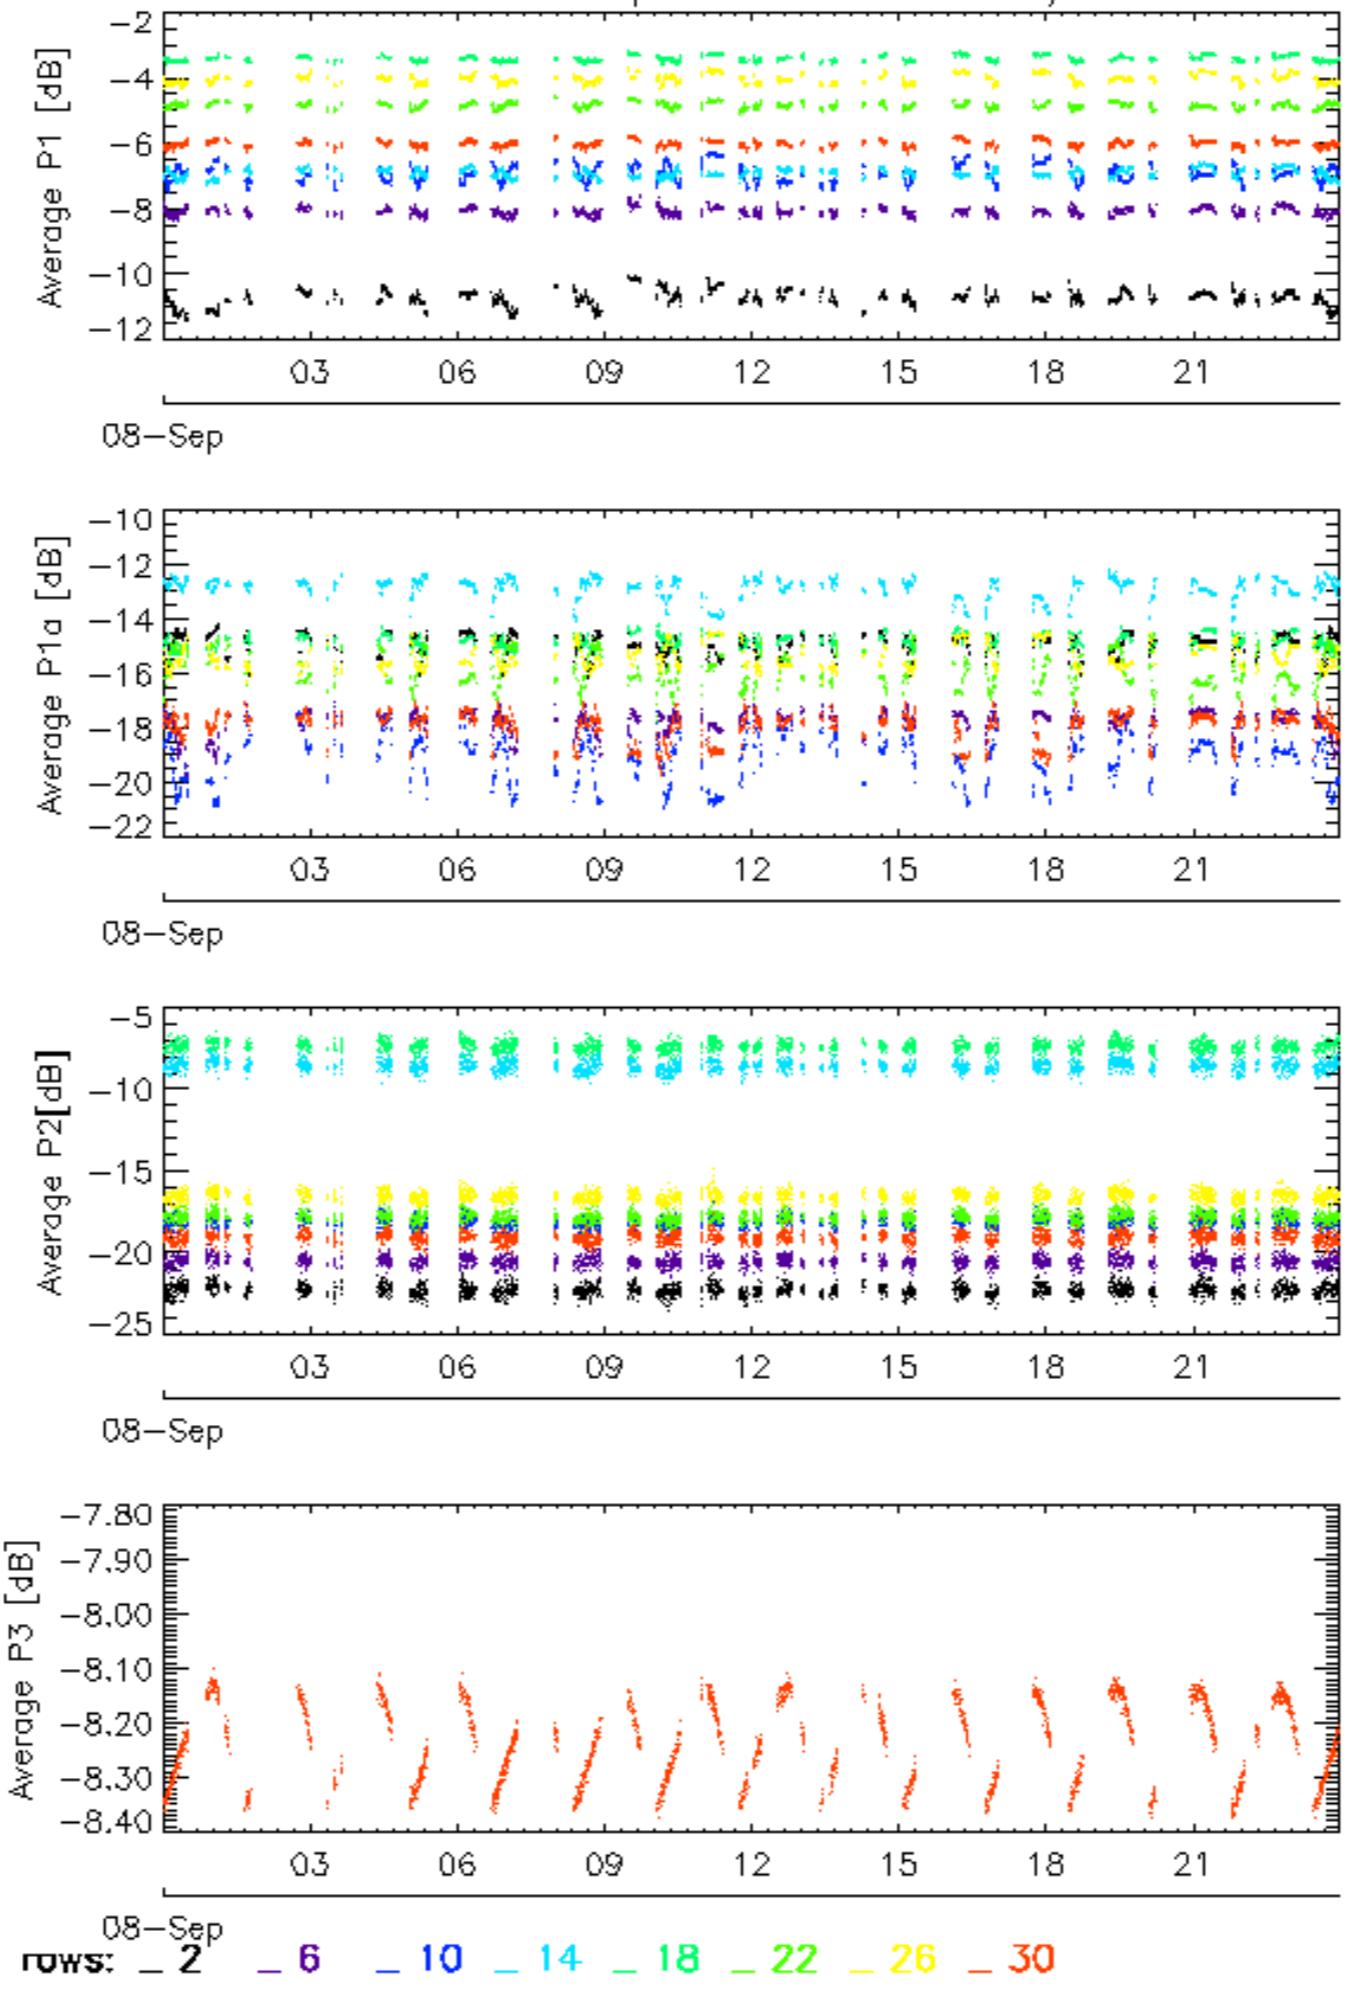 Average P1 [dB]
−2
−4
−6
−8
−10
−12
03 06 09 12 15 18 21
08−Sep
Average P1a [dB]
−10
−12
−14
−16
−18
−20
−22
03 06 09 12 15 18 21
08−Sep
Average P2[dB]
−5
−10
−15
−20
−25
03 06 09 12 15 18 21
08−Sep
Average P3 [dB]
−7.80
−7.90
−8.00
−8.10
−8.20
−8.30
−8.40
03 06 09 12 15 18 21
08−Sep
rows: _ 2 _ 6 _ 10 _ 14 _ 18 _ 22 _ 26 _ 30